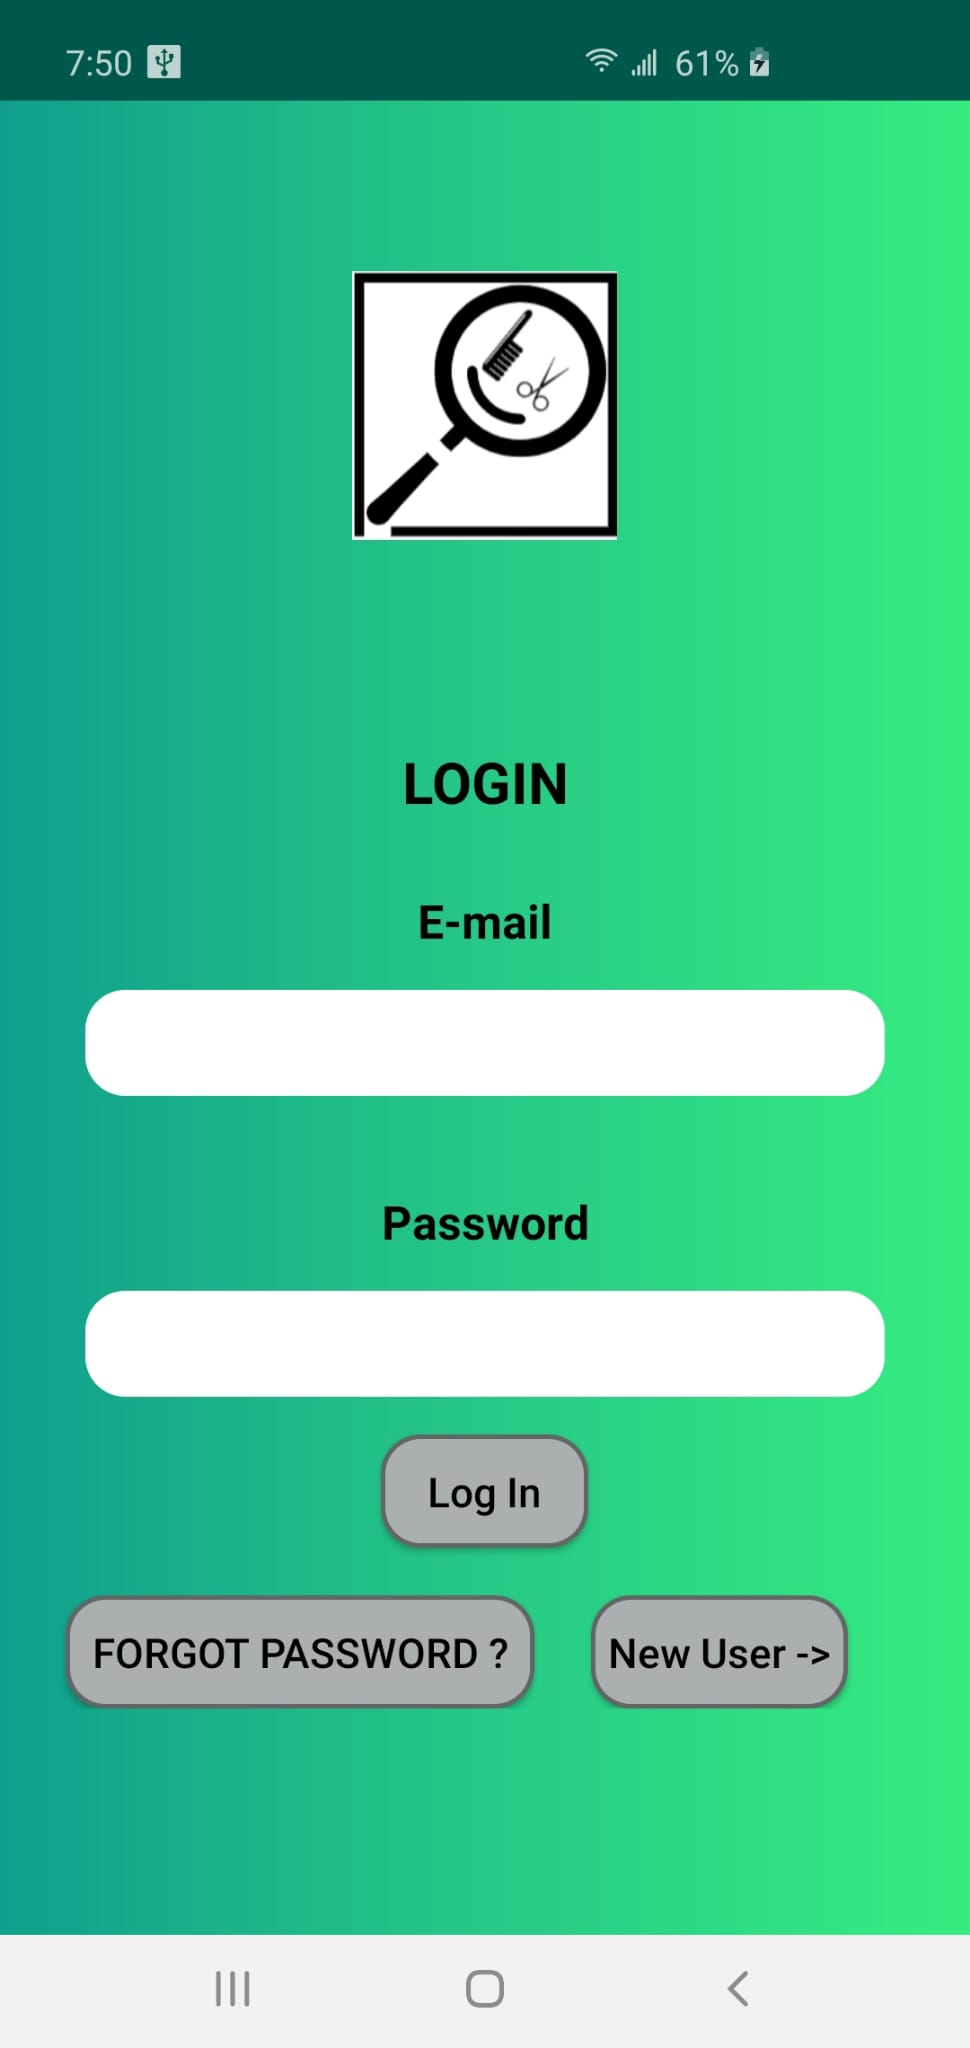 7:50 61%
LOGIN
E-mail
Password
Log In
FORGOT PASSWORD ? New User ->